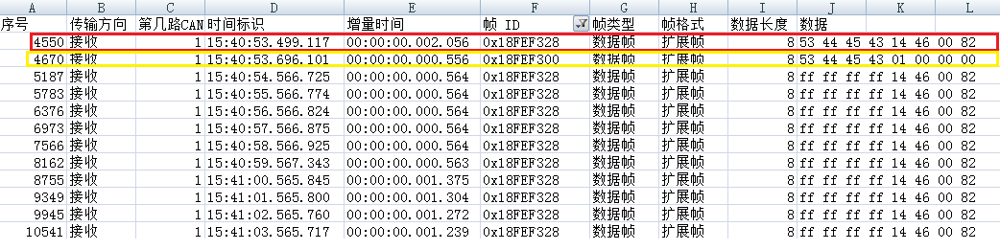 A B C D E F G H I J K L
序号 传输方向 第几路CAN 时间标识 增量时间 帧 ID 帧类型 帧格式 数据长度 数据
4550 接收 1 15:40:53.499.117 00:00:00.002.056 0x18FEF328 数据帧 扩展帧 8 53 44 45 43 14 46 00 82
4670 接收 1 15:40:53.696.101 00:00:00.000.556 0x18FEF300 数据帧 扩展帧 8 53 44 45 43 01 00 00 00
5187 接收 1 15:40:54.566.725 00:00:00.000.564 0x18FEF328 数据帧 扩展帧 8 ff ff ff ff 14 46 00 82
5783 接收 1 15:40:55.566.774 00:00:00.000.564 0x18FEF328 数据帧 扩展帧 8 ff ff ff ff 14 46 00 82
6376 接收 1 15:40:56.566.824 00:00:00.000.564 0x18FEF328 数据帧 扩展帧 8 ff ff ff ff 14 46 00 82
6973 接收 1 15:40:57.566.875 00:00:00.000.564 0x18FEF328 数据帧 扩展帧 8 ff ff ff ff 14 46 00 82
7566 接收 1 15:40:58.566.925 00:00:00.000.564 0x18FEF328 数据帧 扩展帧 8 ff ff ff ff 14 46 00 82
8162 接收 1 15:40:59.567.343 00:00:00.000.563 0x18FEF328 数据帧 扩展帧 8 ff ff ff ff 14 46 00 82
8755 接收 1 15:41:00.565.845 00:00:00.001.375 0x18FEF328 数据帧 扩展帧 8 ff ff ff ff 14 46 00 82
9349 接收 1 15:41:01.565.800 00:00:00.001.304 0x18FEF328 数据帧 扩展帧 8 ff ff ff ff 14 46 00 82
9945 接收 1 15:41:02.565.760 00:00:00.001.272 0x18FEF328 数据帧 扩展帧 8 ff ff ff ff 14 46 00 82
10541 接收 1 15:41:03.565.717 00:00:00.001.239 0x18FEF328 数据帧 扩展帧 8 ff ff ff ff 14 46 00 82